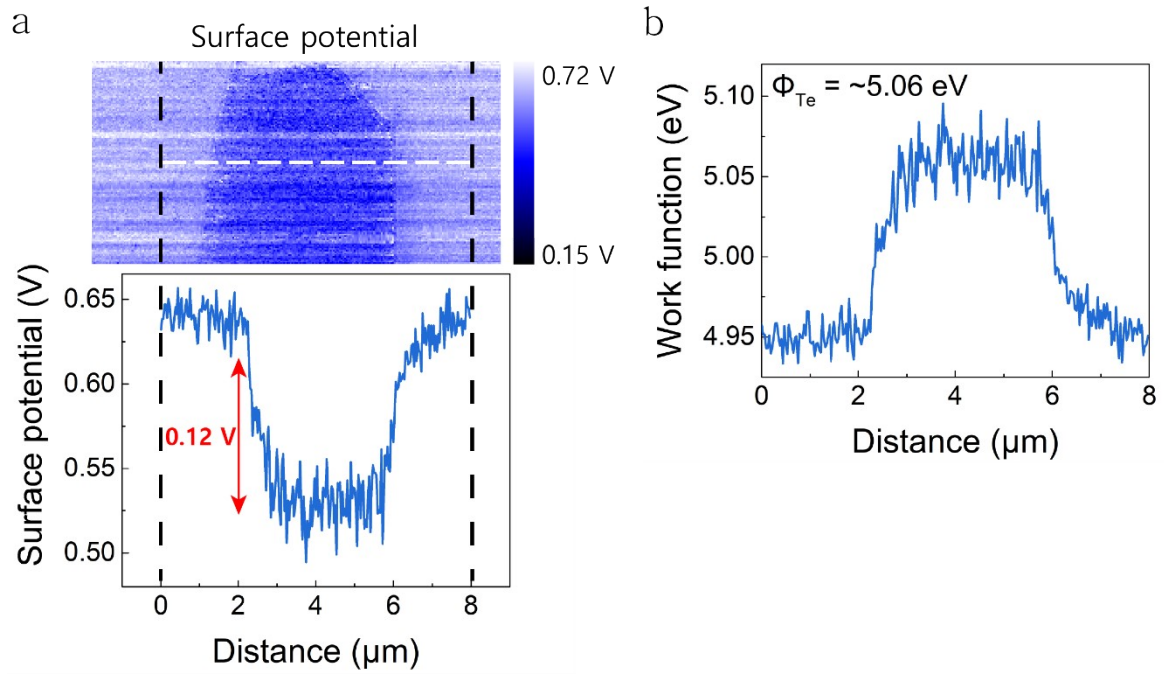 a
Surface potential
0.72 V
0.15 V
Surface potential (V)
0.65
0.60
0.55
0.50
0.12 V
0 2 4 6 8
Distance (µm)
b
ΦTe = ~5.06 eV
Work function (eV)
5.10
5.05
5.00
4.95
0 2 4 6 8
Distance (µm)